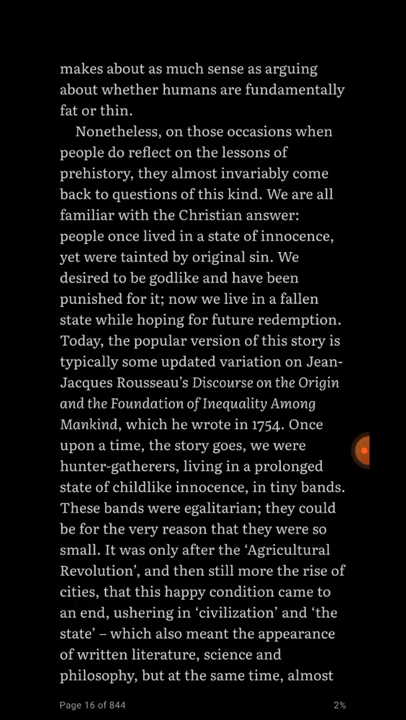 makes about as much sense as arguing
about whether humans are fundamentally
fat or thin.
Nonetheless, on those occasions when
people do reflect on the lessons of
prehistory, they almost invariably come
back to questions of this kind. We are all
familiar with the Christian answer:
people once lived in a state of innocence,
yet were tainted by original sin. We
desired to be godlike and have been
punished for it; now we live in a fallen
state while hoping for future redemption.
Today, the popular version of this story is
typically some updated variation on Jean-
Jacques Rousseau’s Discourse on the Origin
and the Foundation of Inequality Among
Mankind, which he wrote in 1754. Once
upon a time, the story goes, we were
hunter-gatherers, living in a prolonged
state of childlike innocence, in tiny bands.
These bands were egalitarian; they could
be for the very reason that they were so
small. It was only after the ‘Agricultural
Revolution’, and then still more the rise of
cities, that this happy condition came to
an end, ushering in ‘civilization’ and ‘the
state’ – which also meant the appearance
of written literature, science and
philosophy, but at the same time, almost
Page 16 of 844 2%